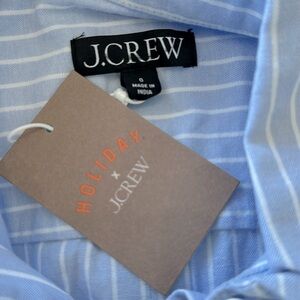 J.CREW
0
MADE IN
INDIA
HOLIDAY
x
J.CREW